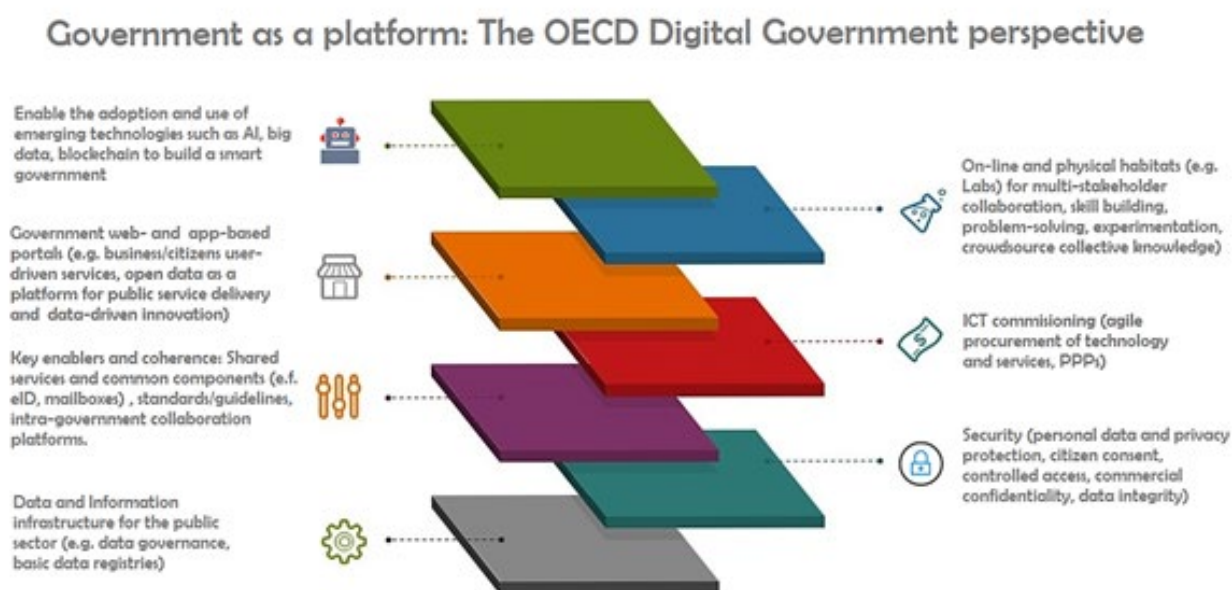 Government as a platform: The OECD Digital Government perspective
Enable the adoption and use of
emerging technologies such as AI, big
data, blockchain to build a smart
government
On-line and physical habitats (e.g.
Labs) for multi-stakeholder
collaboration, skill building,
problem-solving, experimentation,
crowdsource collective knowledge)
Government web- and app-based
portals (e.g. business/citizens user-
driven services, open data as a
platform for public service delivery
and data-driven innovation)
ICT commisioning (agile
procurement of technology
and services, PPPs)
Key enablers and coherence: Shared
services and common components (e.f.
eID, mailboxes) , standards/guidelines,
intra-government collaboration
platforms.
Security (personal data and privacy
protection, citizen consent,
controlled access, commercial
confidentiality, data integrity)
Data and Information
infrastructure for the public
sector (e.g. data governance,
basic data registries)